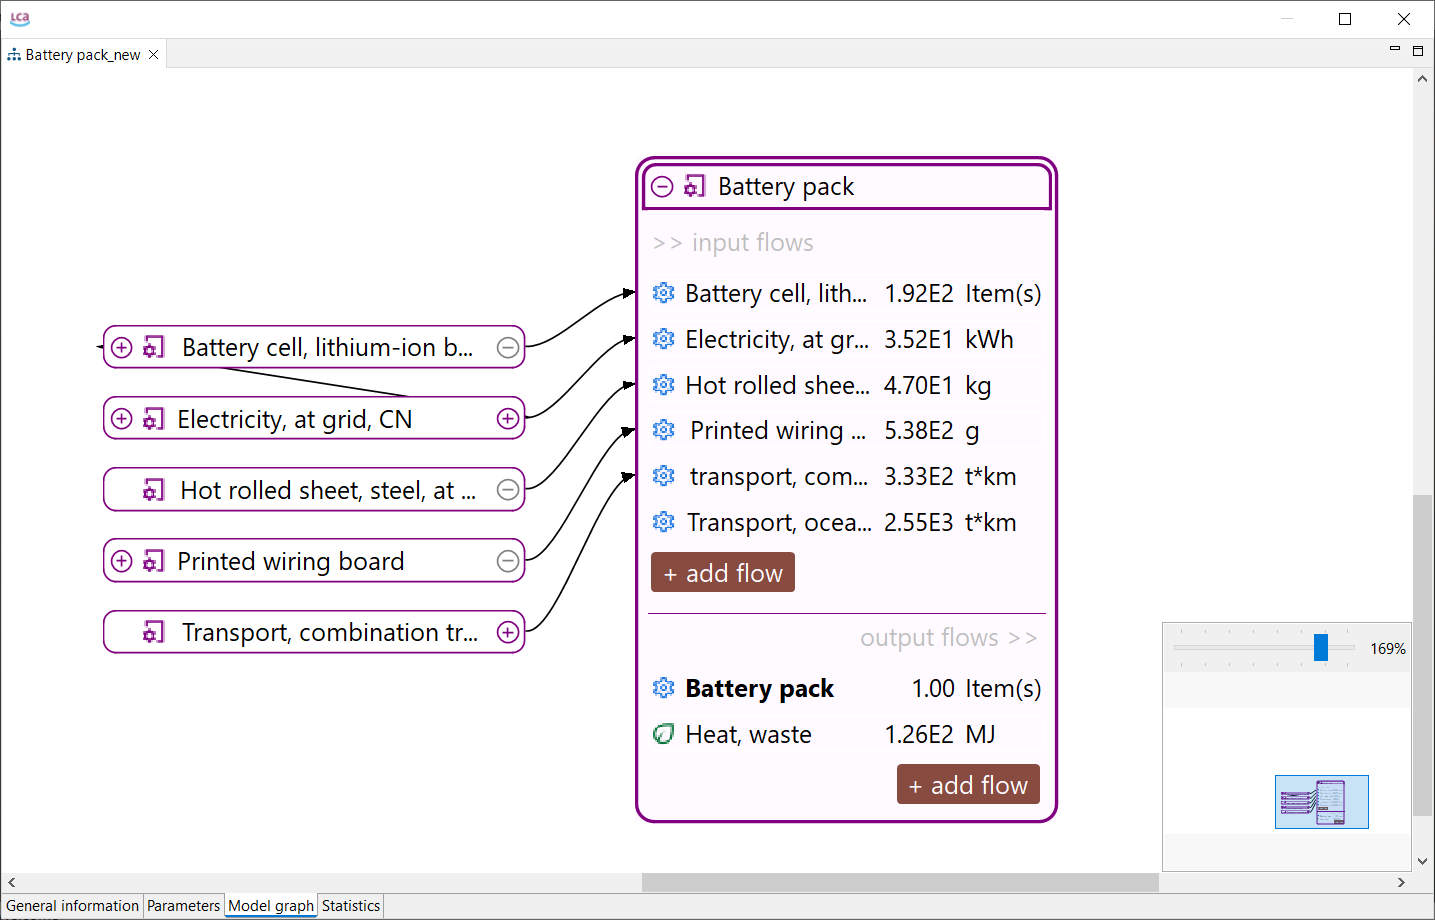 LCA
Battery pack_new
Battery pack
>> input flows
Battery cell, lith... 1.92E2 Item(s)
Electricity, at gr... 3.52E1 kWh
Hot rolled shee... 4.70E1 kg
Printed wiring ... 5.38E2 g
transport, com... 3.33E2 t*km
Transport, ocea... 2.55E3 t*km
+ add flow
output flows >>
Battery pack 1.00 Item(s)
Heat, waste 1.26E2 MJ
+ add flow
Battery cell, lithium-ion b...
Electricity, at grid, CN
Hot rolled sheet, steel, at ...
Printed wiring board
Transport, combination tr...
169%
General information Parameters Model graph Statistics